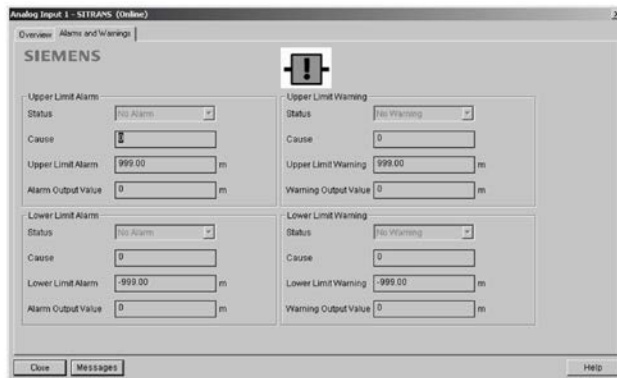 Analog Input 1 - SITRANS (Online)
Overview Alarms and Warnings
SIEMENS
!
Upper Limit Alarm
Status No Alarm
Cause 0
Upper Limit Alarm 999.00 m
Alarm Output Value 0 m
Upper Limit Warning
Status No Warning
Cause 0
Upper Limit Warning 999.00 m
Warning Output Value 0 m
Lower Limit Alarm
Status No Alarm
Cause 0
Lower Limit Alarm -999.00 m
Alarm Output Value 0 m
Lower Limit Warning
Status No Warning
Cause 0
Lower Limit Warning -999.00 m
Warning Output Value 0 m
Close Messages Help